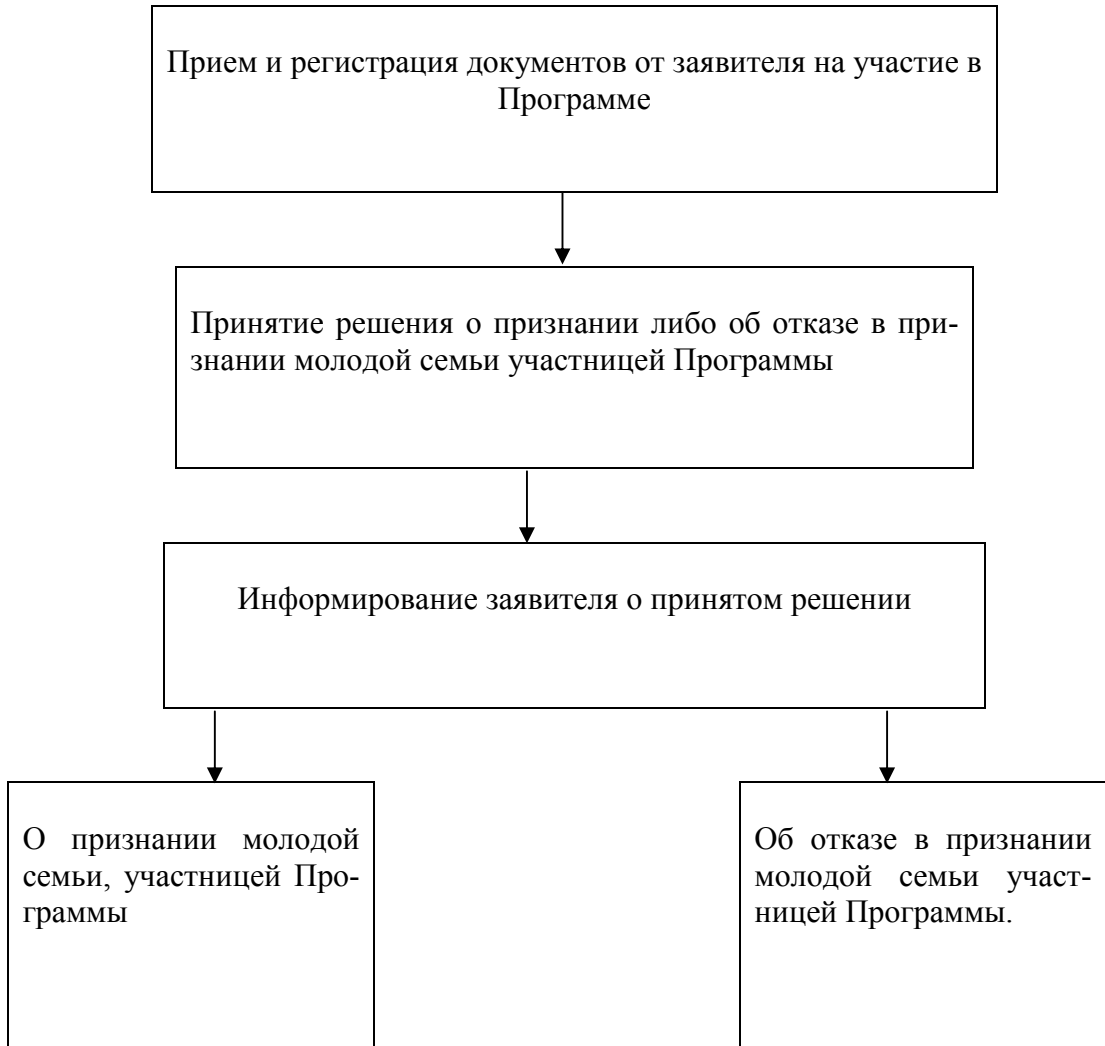 Прием и регистрация документов от заявителя на участие в
Программе
Принятие решения о признании либо об отказе в при-
знании молодой семьи участницей Программы
Информирование заявителя о принятом решении
О признании молодой
семьи, участницей Про-
граммы
Об отказе в признании
молодой семьи участ-
ницей Программы.